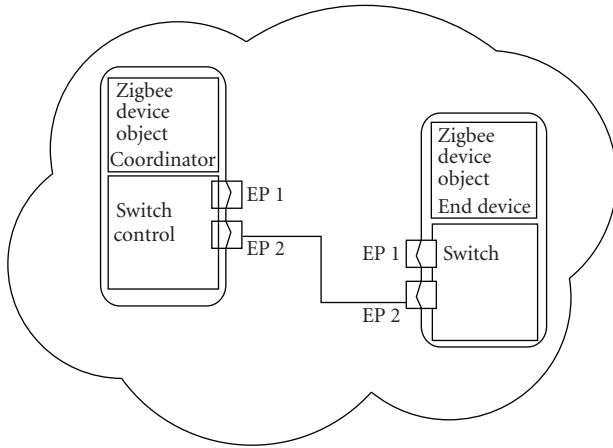 Zigbee
device
object
Coordinator
Switch
control
EP 1
EP 2
Zigbee
device
object
End device
EP 1
Switch
EP 2